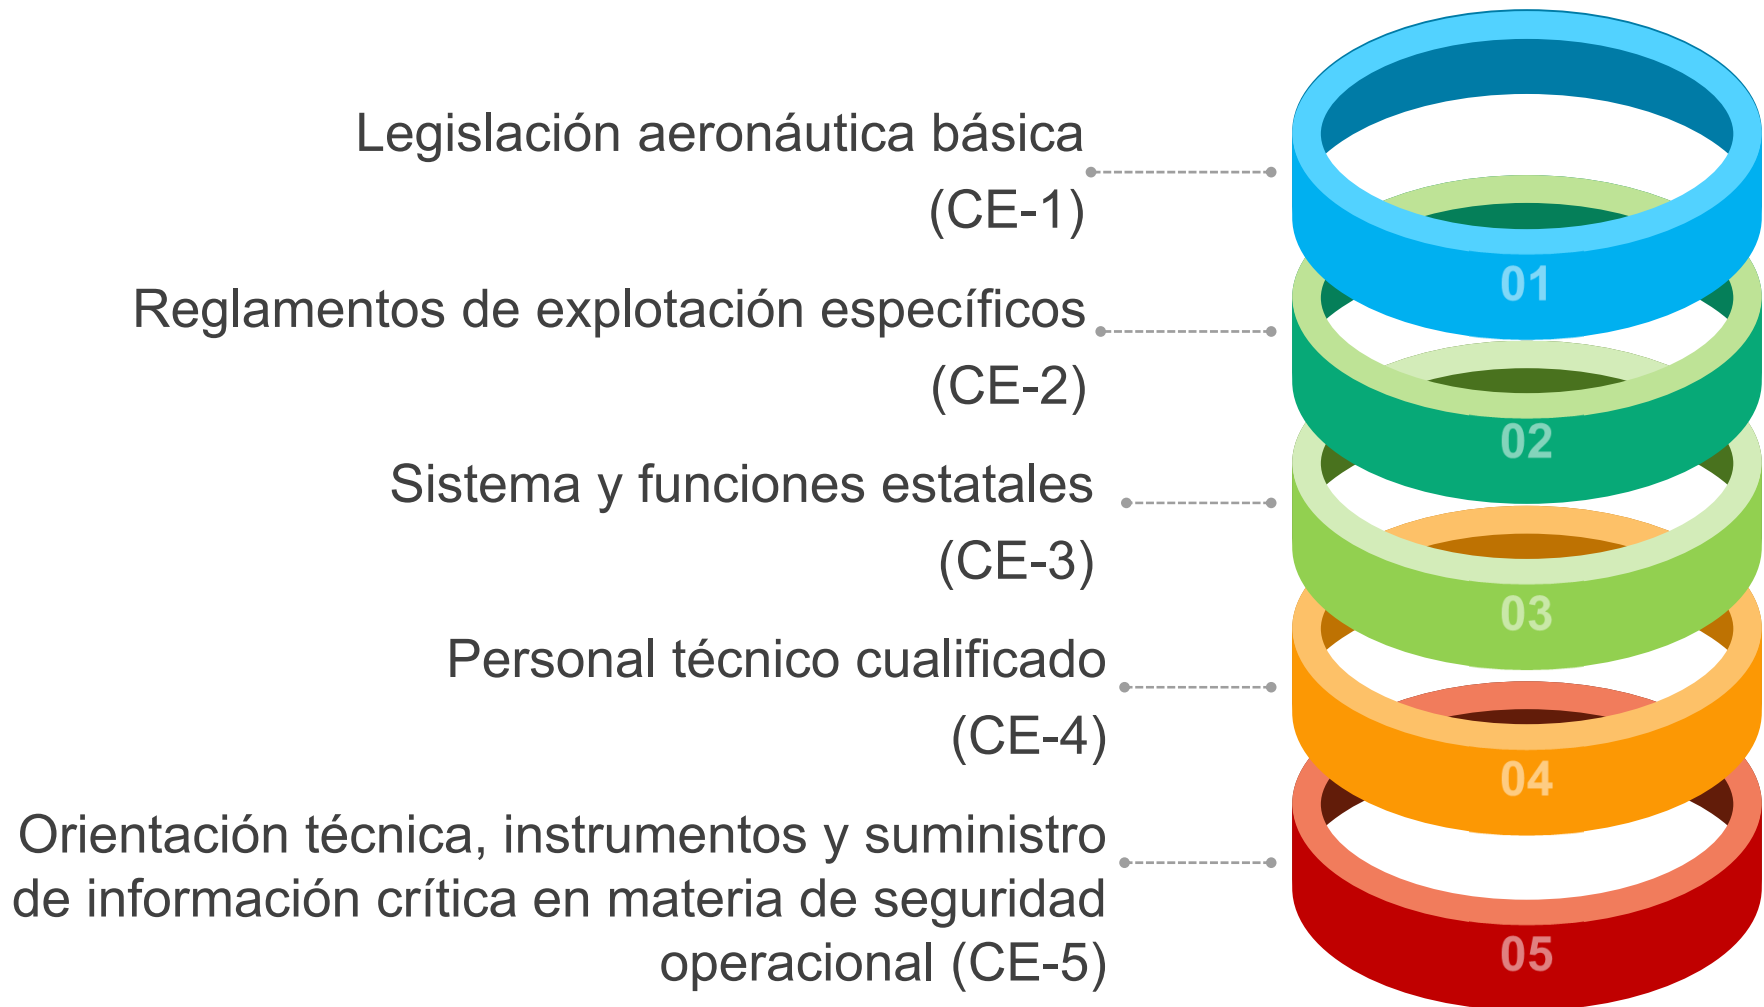 Legislación aeronáutica básica
(CE-1)
01
Reglamentos de explotación específicos
(CE-2)
02
Sistema y funciones estatales
(CE-3)
03
Personal técnico cualificado
(CE-4)
04
Orientación técnica, instrumentos y suministro
de información crítica en materia de seguridad
operacional (CE-5)
05